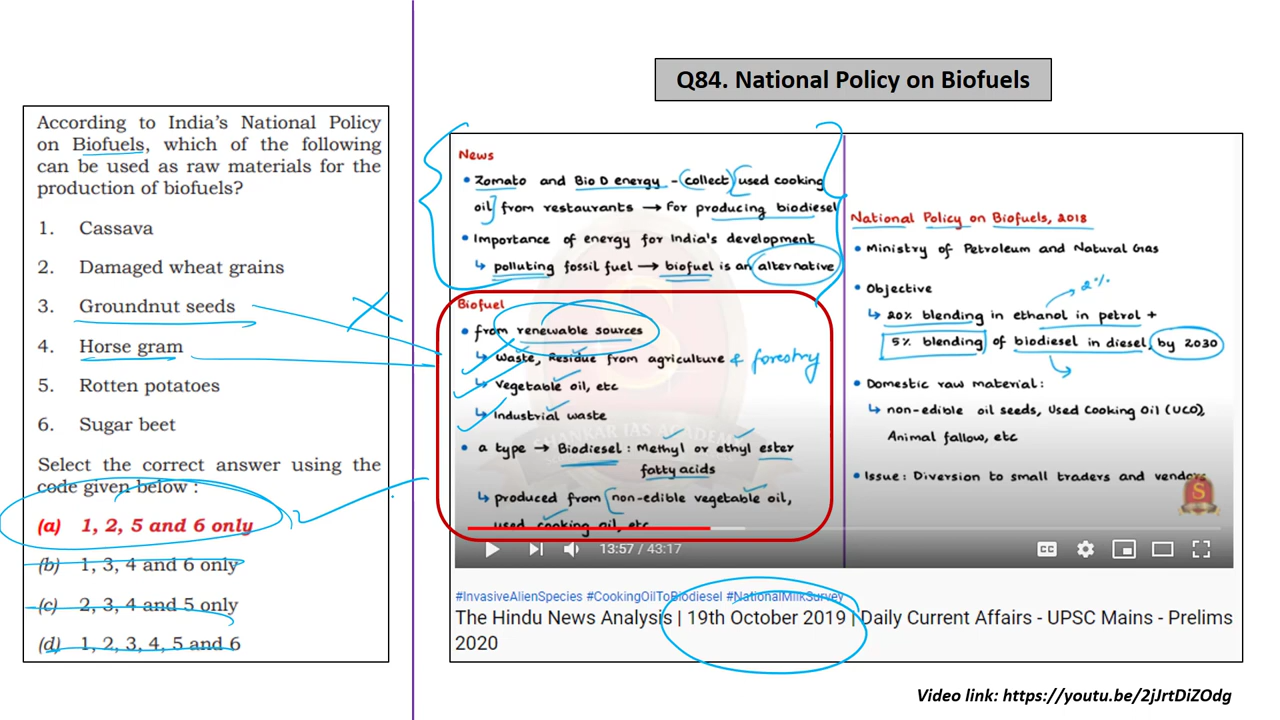 Q84. National Policy on Biofuels
According to India's National Policy
on Biofuels, which of the following
can be used as raw materials for the
production of biofuels?
1. Cassava
2. Damaged wheat grains
3. Groundnut seeds
4. Horse gram
5. Rotten potatoes
6. Sugar beet
Select the correct answer using the
code given below :
(a) 1, 2, 5 and 6 only
(b) 1, 3, 4 and 6 only
(c) 2, 3, 4 and 5 only
(d) 1, 2, 3, 4, 5 and 6
News
• Zomato and Bio D energy - collect used cooking
oil from restaurants → For producing biodiesel
• Importance of energy for India's development
↳ polluting fossil fuel → biofuel is an alternative
Biofuel
• from renewable sources
↳ Waste, Residue from agriculture & forestry
↳ Vegetable oil, etc
↳ Industrial waste
• a type → Biodiesel : Methyl or ethyl ester
fatty acids
↳ produced from non-edible vegetable oil,
used cooking oil, etc
National Policy on Biofuels, 2018
• Ministry of Petroleum and Natural Gas
• Objective
2%
↳ 20% blending in ethanol in petrol +
5% blending of biodiesel in diesel, by 2030
• Domestic raw material:
↳ non-edible oil seeds, Used Cooking Oil (UCO),
Animal fallow, etc
• Issue: Diversion to small traders and vendors
SHANKAR IAS ACADEMY
13:57 / 43:17
CC
#InvasiveAlienSpecies #CookingOilToBiodiesel #NationalMilkSurvey
The Hindu News Analysis | 19th October 2019 | Daily Current Affairs - UPSC Mains - Prelims
2020
Video link: https://youtu.be/2jJrtDiZOdg